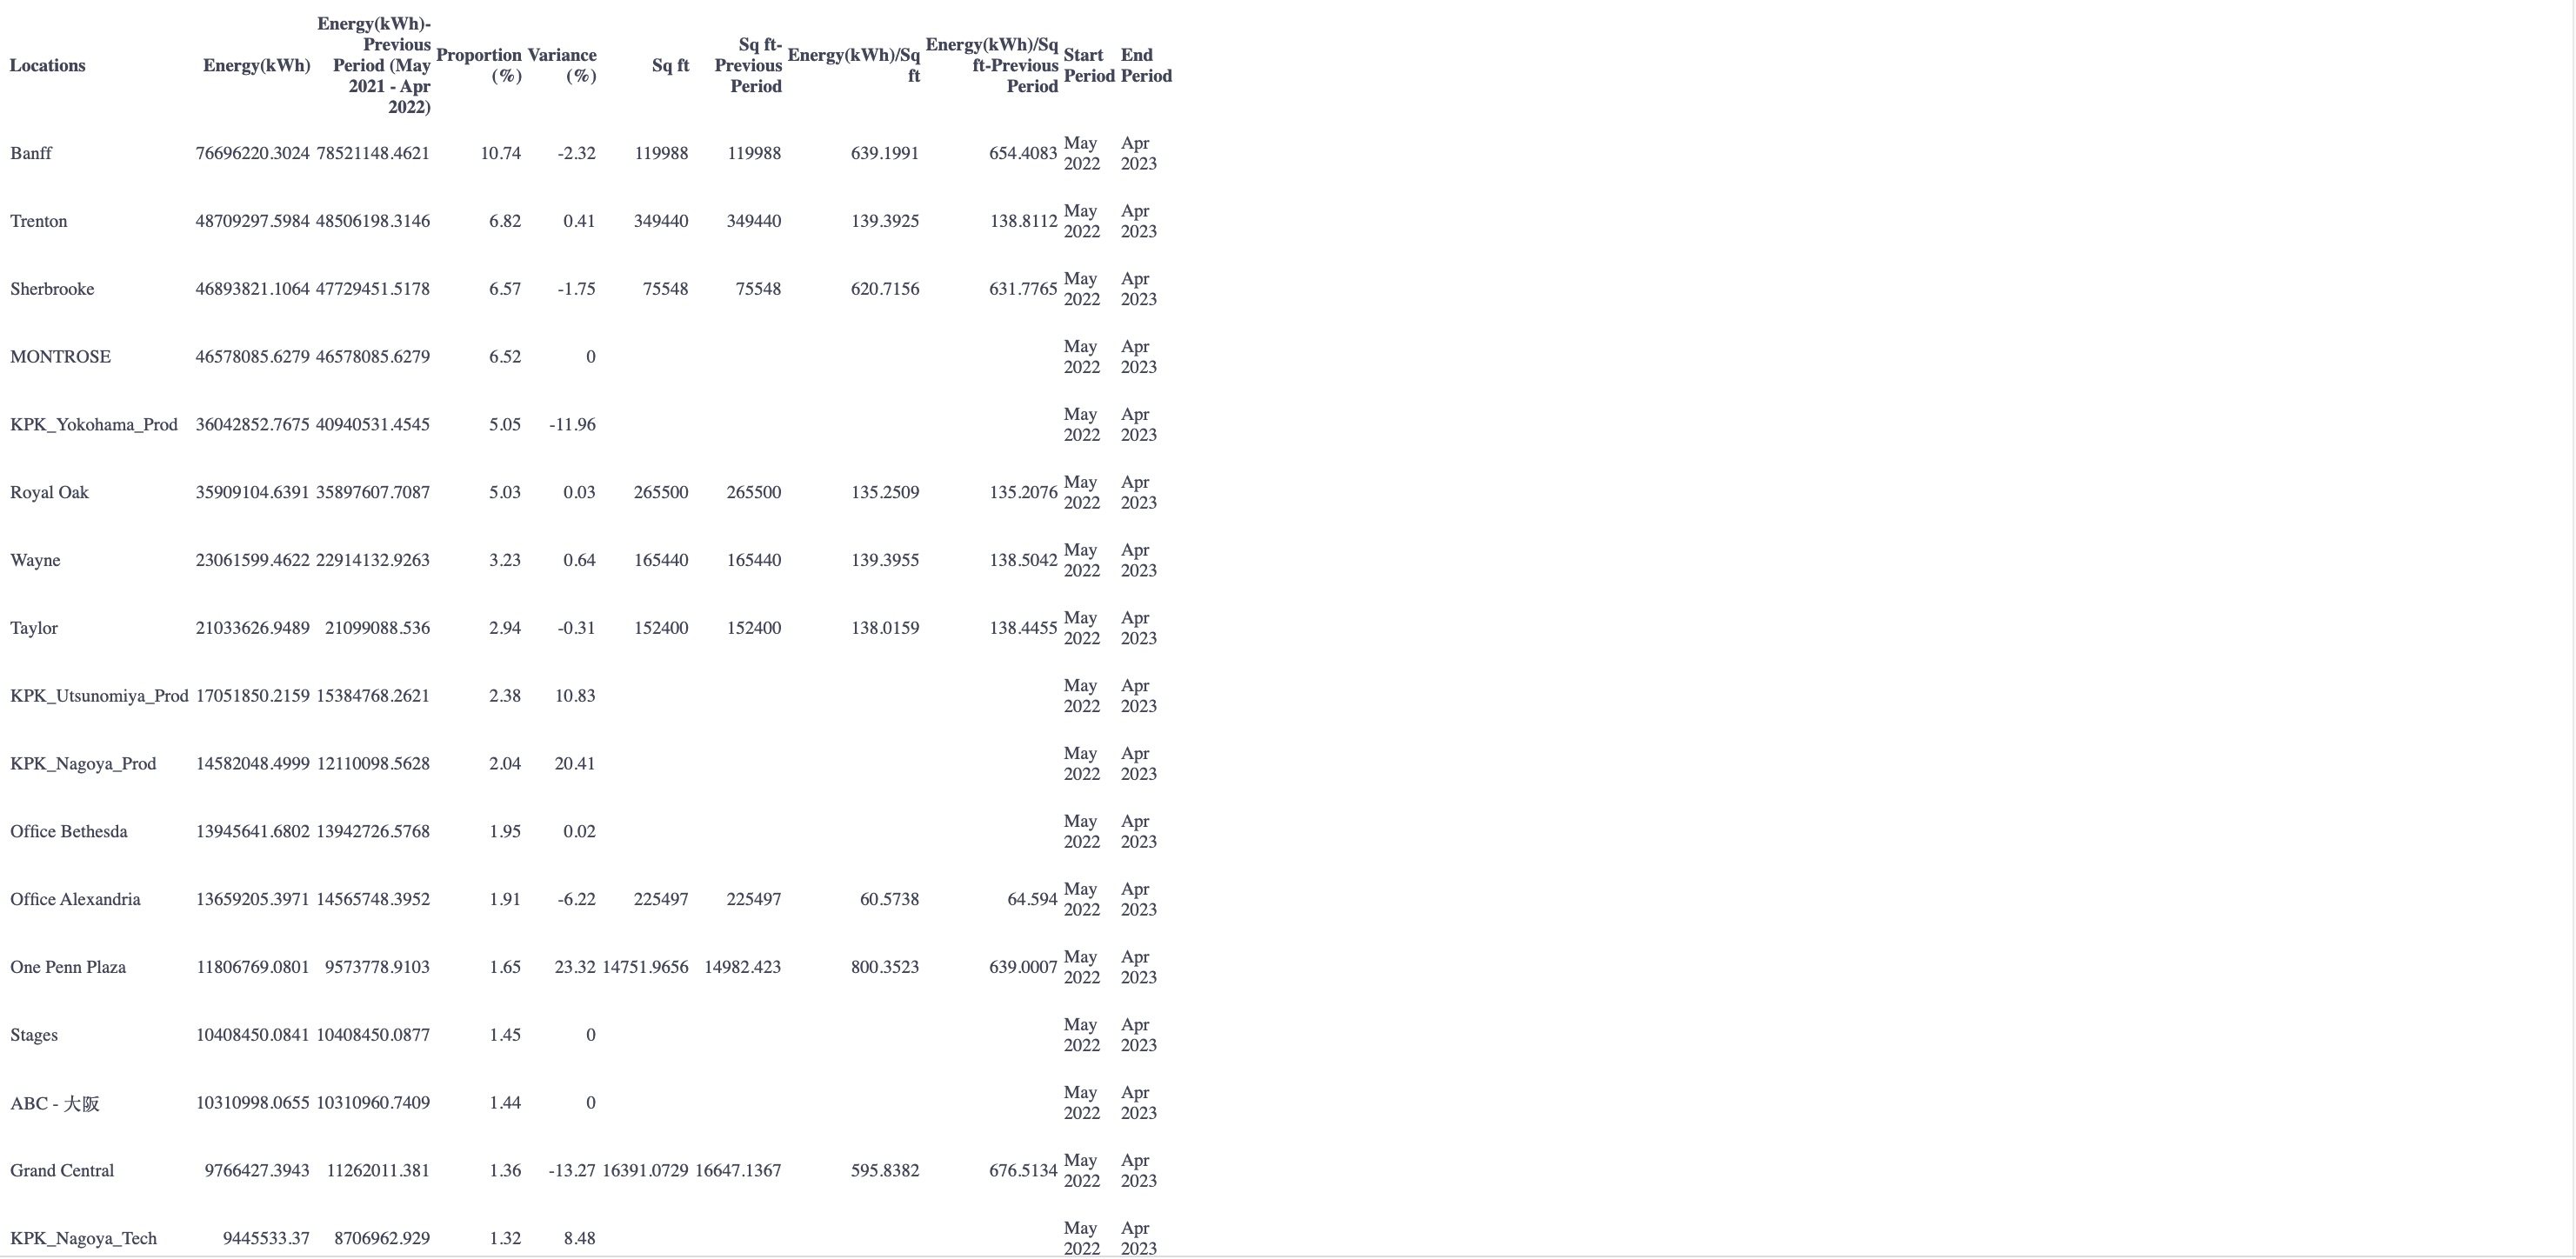 Locations Energy(kWh) Energy(kWh)-Previous Period (May 2021 - Apr 2022) Proportion (%) Variance (%) Sq ft Sq ft-Previous Period Energy(kWh)/Sq ft Energy(kWh)/Sq ft-Previous Period Start Period End Period
Banff 76696220.3024 78521148.4621 10.74 -2.32 119988 119988 639.1991 654.4083 May 2022 Apr 2023
Trenton 48709297.5984 48506198.3146 6.82 0.41 349440 349440 139.3925 138.8112 May 2022 Apr 2023
Sherbrooke 46893821.1064 47729451.5178 6.57 -1.75 75548 75548 620.7156 631.7765 May 2022 Apr 2023
MONTROSE 46578085.6279 46578085.6279 6.52 0 May 2022 Apr 2023
KPK_Yokohama_Prod 36042852.7675 40940531.4545 5.05 -11.96 May 2022 Apr 2023
Royal Oak 35909104.6391 35897607.7087 5.03 0.03 265500 265500 135.2509 135.2076 May 2022 Apr 2023
Wayne 23061599.4622 22914132.9263 3.23 0.64 165440 165440 139.3955 138.5042 May 2022 Apr 2023
Taylor 21033626.9489 21099088.536 2.94 -0.31 152400 152400 138.0159 138.4455 May 2022 Apr 2023
KPK_Utsunomiya_Prod 17051850.2159 15384768.2621 2.38 10.83 May 2022 Apr 2023
KPK_Nagoya_Prod 14582048.4999 12110098.5628 2.04 20.41 May 2022 Apr 2023
Office Bethesda 13945641.6802 13942726.5768 1.95 0.02 May 2022 Apr 2023
Office Alexandria 13659205.3971 14565748.3952 1.91 -6.22 225497 225497 60.5738 64.594 May 2022 Apr 2023
One Penn Plaza 11806769.0801 9573778.9103 1.65 23.32 14751.9656 14982.423 800.3523 639.0007 May 2022 Apr 2023
Stages 10408450.0841 10408450.0877 1.45 0 May 2022 Apr 2023
ABC - 大阪 10310998.0655 10310960.7409 1.44 0 May 2022 Apr 2023
Grand Central 9766427.3943 11262011.381 1.36 -13.27 16391.0729 16647.1367 595.8382 676.5134 May 2022 Apr 2023
KPK_Nagoya_Tech 9445533.37 8706962.929 1.32 8.48 May 2022 Apr 2023